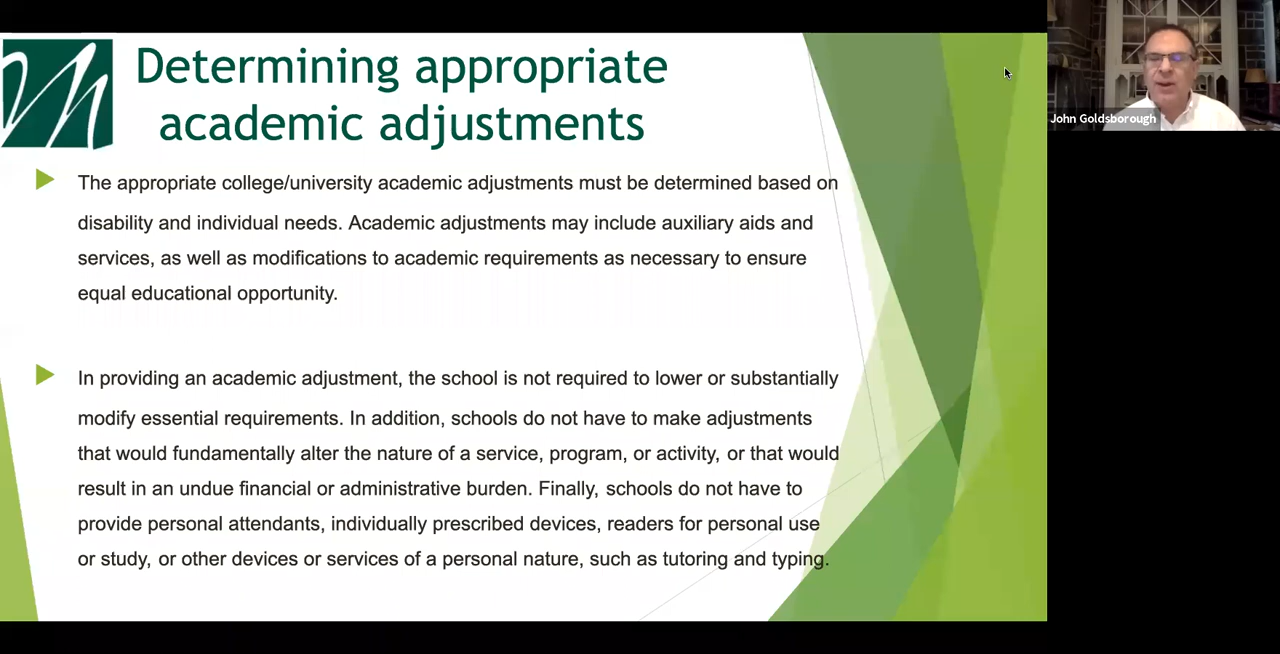 Determining appropriate
academic adjustments
The appropriate college/university academic adjustments must be determined based on
disability and individual needs. Academic adjustments may include auxiliary aids and
services, as well as modifications to academic requirements as necessary to ensure
equal educational opportunity.
In providing an academic adjustment, the school is not required to lower or substantially
modify essential requirements. In addition, schools do not have to make adjustments
that would fundamentally alter the nature of a service, program, or activity, or that would
result in an undue financial or administrative burden. Finally, schools do not have to
provide personal attendants, individually prescribed devices, readers for personal use
or study, or other devices or services of a personal nature, such as tutoring and typing.
John Goldsborough